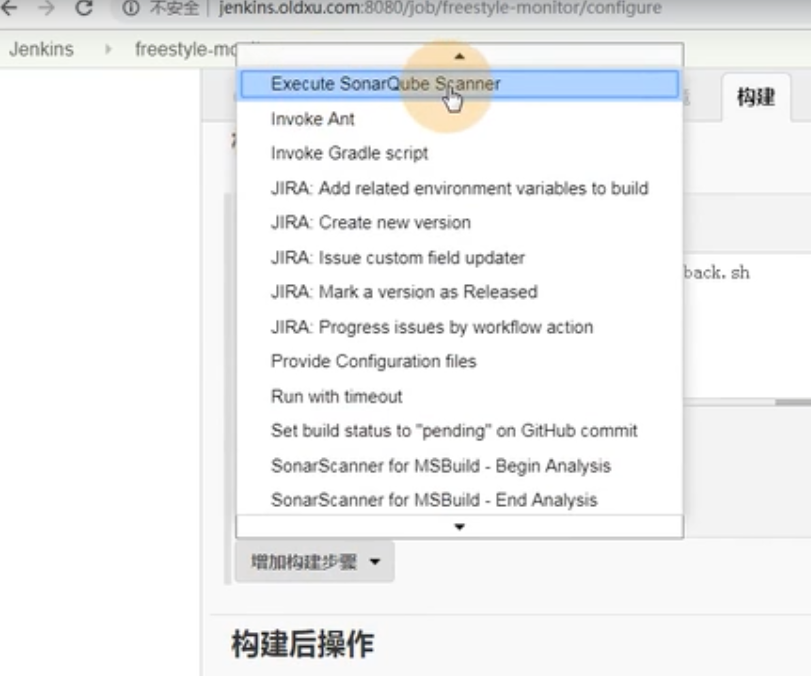 不安全 | jenkins.oldxu.com:8080/job/freestyle-monitor/configure
Jenkins
Execute SonarQube Scanner
构建
Invoke Ant
Invoke Gradle script
JIRA: Add related environment variables to build
JIRA: Create new version
JIRA: Issue custom field updater
back.sh
JIRA: Mark a version as Released
JIRA: Progress issues by workflow action
Provide Configuration files
Run with timeout
Set build status to "pending" on GitHub commit
SonarScanner for MSBuild - Begin Analysis
SonarScanner for MSBuild - End Analysis
增加构建步骤
构建后操作